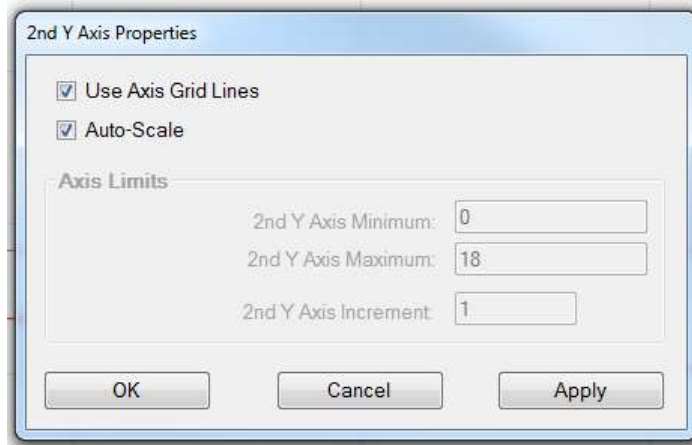 2nd Y Axis Properties
Use Axis Grid Lines
Auto-Scale
Axis Limits
2nd Y Axis Minimum: 0
2nd Y Axis Maximum: 18
2nd Y Axis Increment: 1
OK Cancel Apply